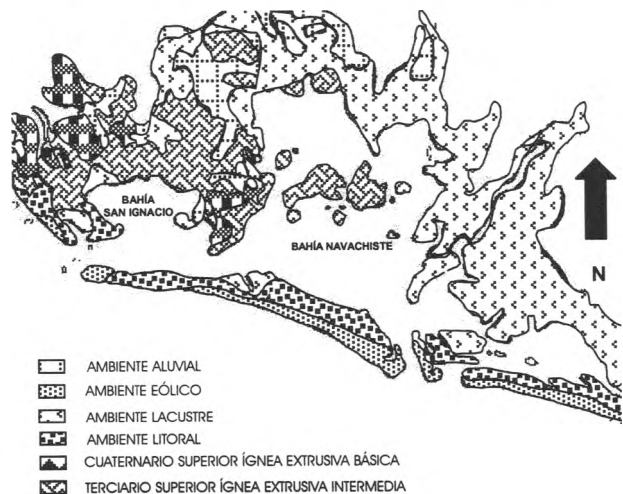 BAHÍA
SAN IGNACIO
BAHÍA NAVACHISTE
N
AMBIENTE ALUVIAL
AMBIENTE EÓLICO
AMBIENTE LACUSTRE
AMBIENTE LITORAL
CUATERNARIO SUPERIOR ÍGNEA EXTRUSIVA BÁSICA
TERCIARIO SUPERIOR ÍGNEA EXTRUSIVA INTERMEDIA